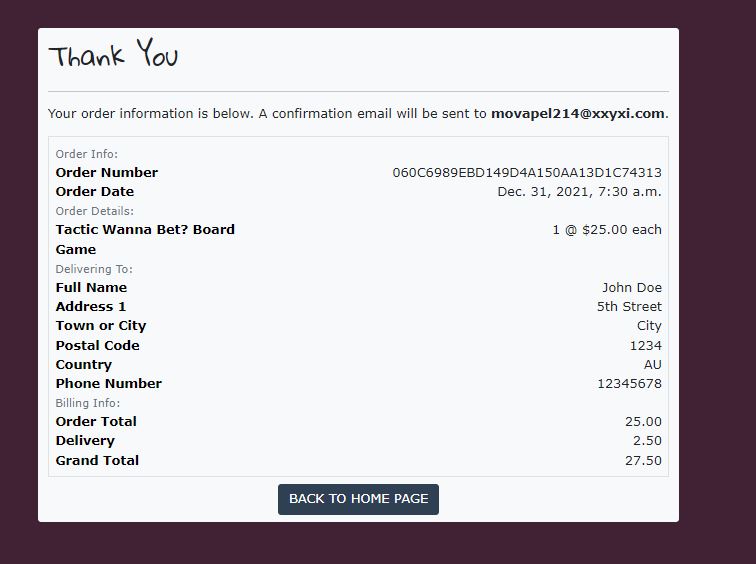 Thank You
Your order information is below. A confirmation email will be sent to movapel214@xxyxi.com.
Order Info:
Order Number 060C6989EBD149D4A150AA13D1C74313
Order Date Dec. 31, 2021, 7:30 a.m.
Order Details:
Tactic Wanna Bet? Board 1 @ $25.00 each
Game
Delivering To:
Full Name John Doe
Address 1 5th Street
Town or City City
Postal Code 1234
Country AU
Phone Number 12345678
Billing Info:
Order Total 25.00
Delivery 2.50
Grand Total 27.50
BACK TO HOME PAGE